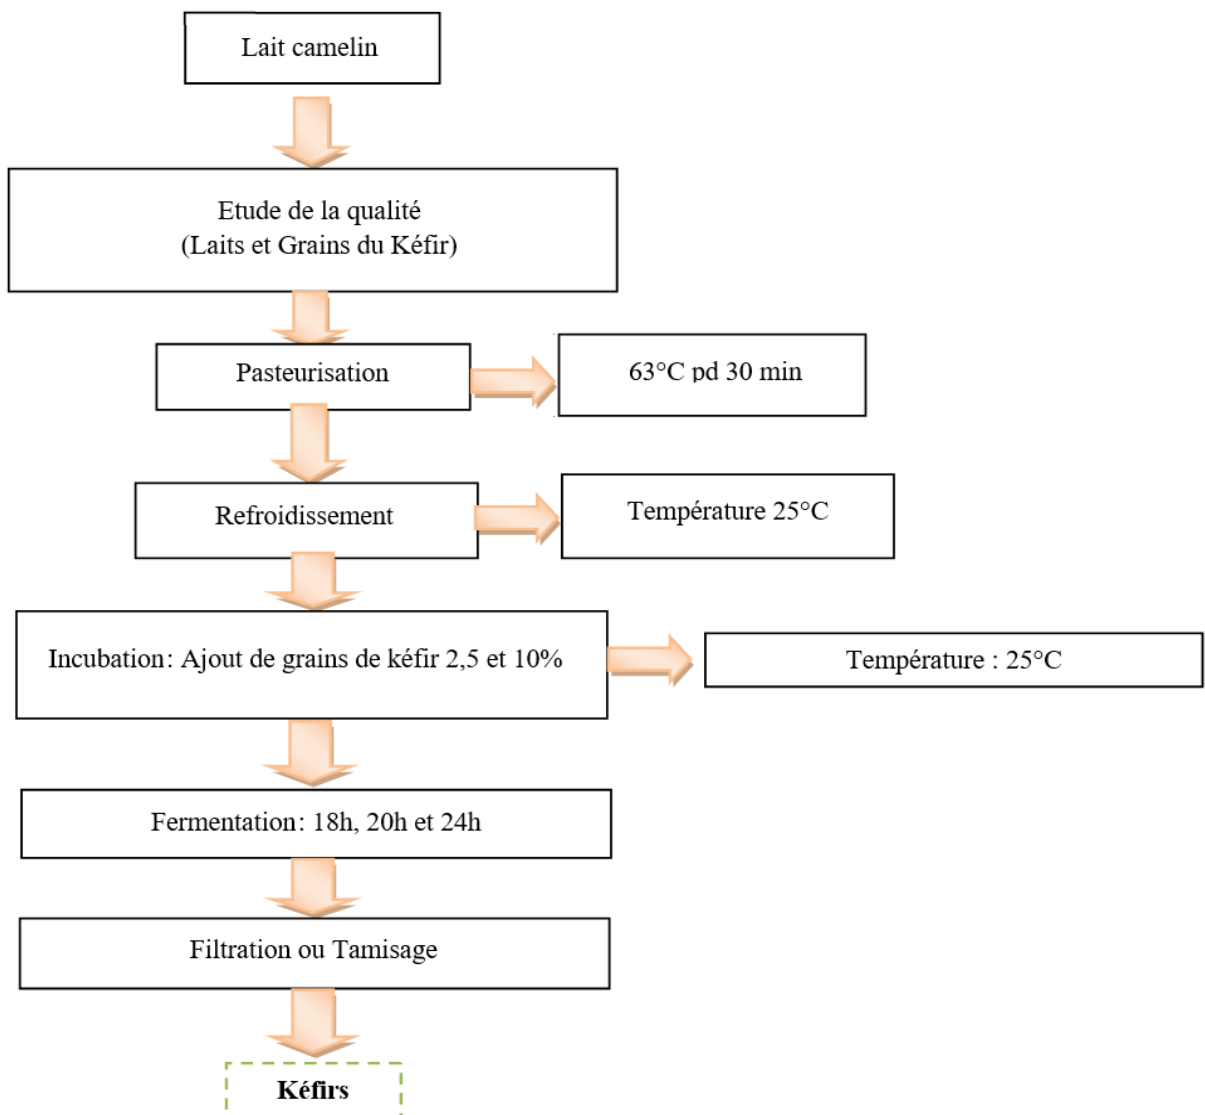 Lait camelin
Etude de la qualité
(Laits et Grains du Kéfir)
Pasteurisation
63°C pd 30 min
Refroidissement
Température 25°C
Incubation: Ajout de grains de kéfir 2,5 et 10%
Température : 25°C
Fermentation: 18h, 20h et 24h
Filtration ou Tamisage
Kéfirs